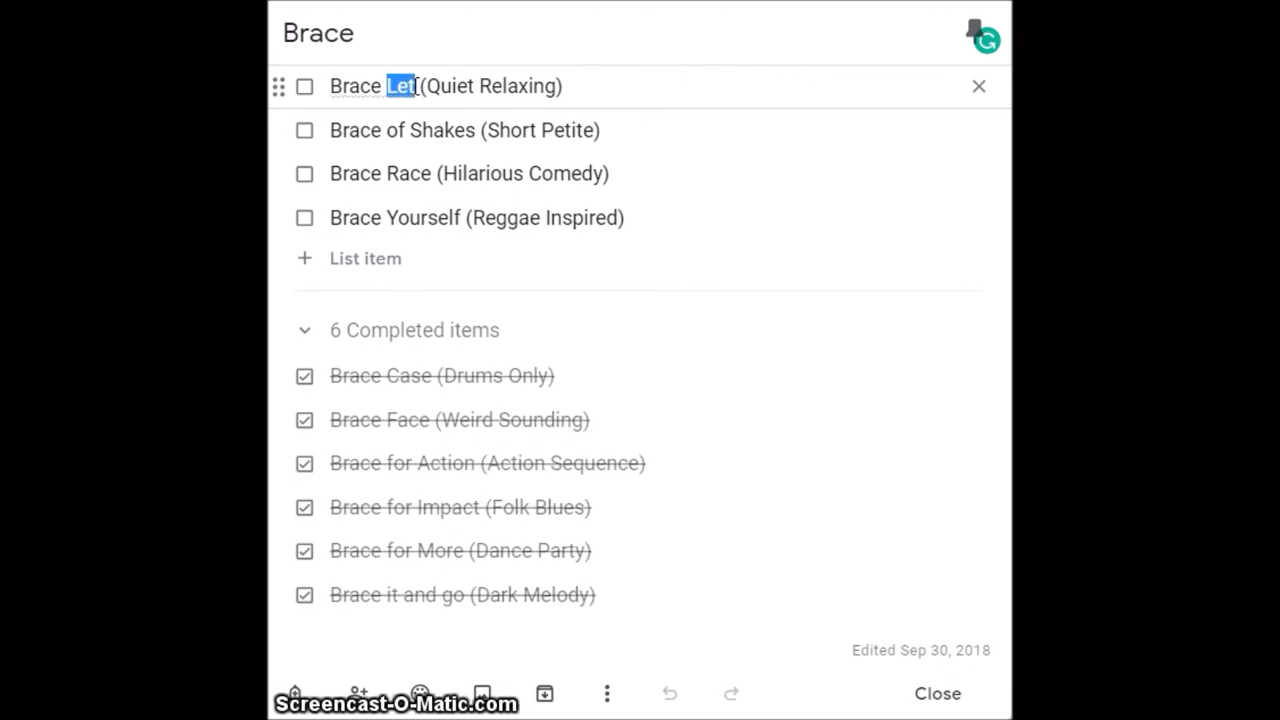 Brace
Brace Let (Quiet Relaxing)
Brace of Shakes (Short Petite)
Brace Race (Hilarious Comedy)
Brace Yourself (Reggae Inspired)
+ List item
6 Completed items
Brace Case (Drums Only)
Brace Face (Weird Sounding)
Brace for Action (Action Sequence)
Brace for Impact (Folk Blues)
Brace for More (Dance Party)
Brace it and go (Dark Melody)
Edited Sep 30, 2018
Close
Screencast-O-Matic.com